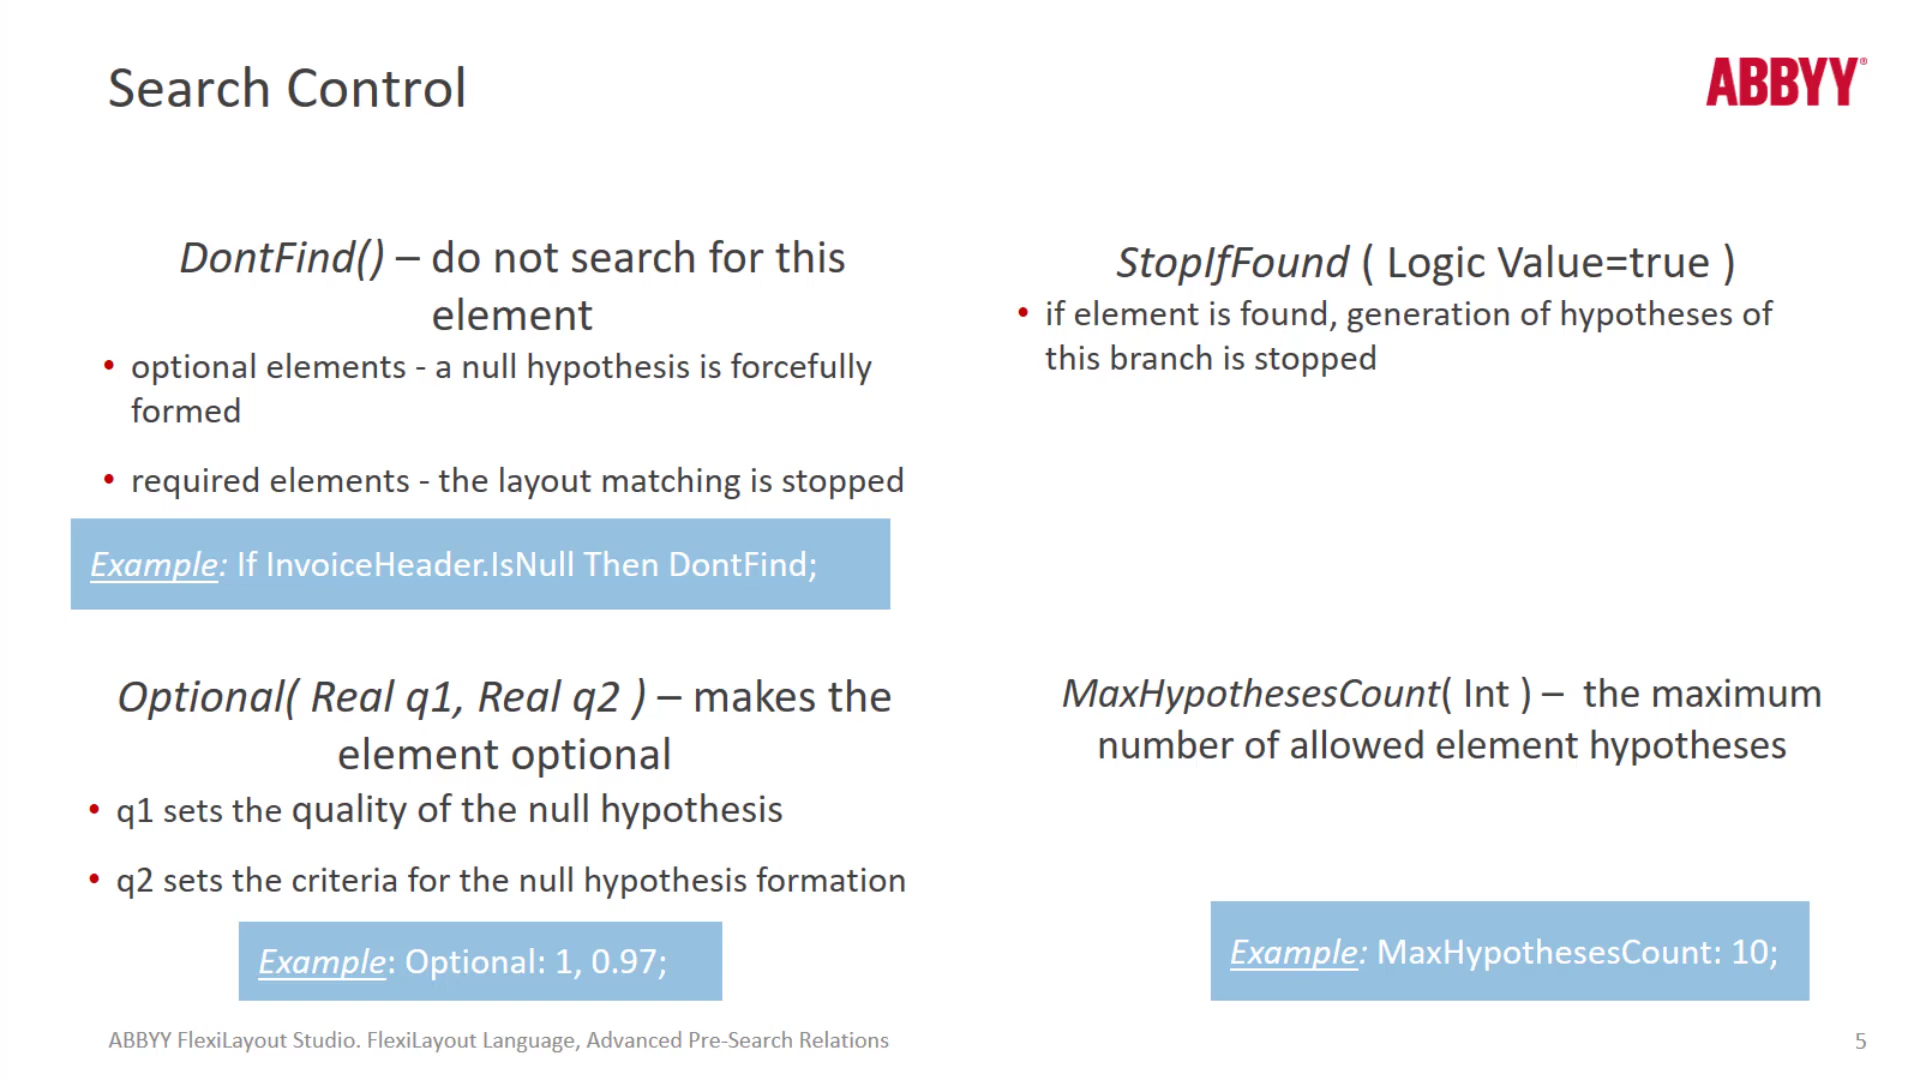 Search Control
ABBYY®
DontFind() – do not search for this
element
• optional elements - a null hypothesis is forcefully
formed
• required elements - the layout matching is stopped
Example: If InvoiceHeader.IsNull Then DontFind;
StopIfFound ( Logic Value=true )
• if element is found, generation of hypotheses of
this branch is stopped
Optional( Real q1, Real q2 ) – makes the
element optional
• q1 sets the quality of the null hypothesis
• q2 sets the criteria for the null hypothesis formation
Example: Optional: 1, 0.97;
MaxHypothesesCount( Int ) – the maximum
number of allowed element hypotheses
Example: MaxHypothesesCount: 10;
ABBYY FlexiLayout Studio. FlexiLayout Language, Advanced Pre-Search Relations
5